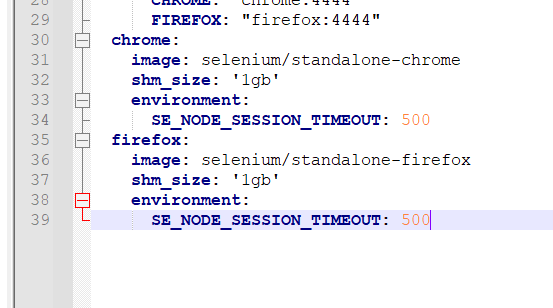 28 CHROME: "chrome:4444"
29 FIREFOX: "firefox:4444"
30 chrome:
31 image: selenium/standalone-chrome
32 shm_size: '1gb'
33 environment:
34 SE_NODE_SESSION_TIMEOUT: 500
35 firefox:
36 image: selenium/standalone-firefox
37 shm_size: '1gb'
38 environment:
39 SE_NODE_SESSION_TIMEOUT: 500